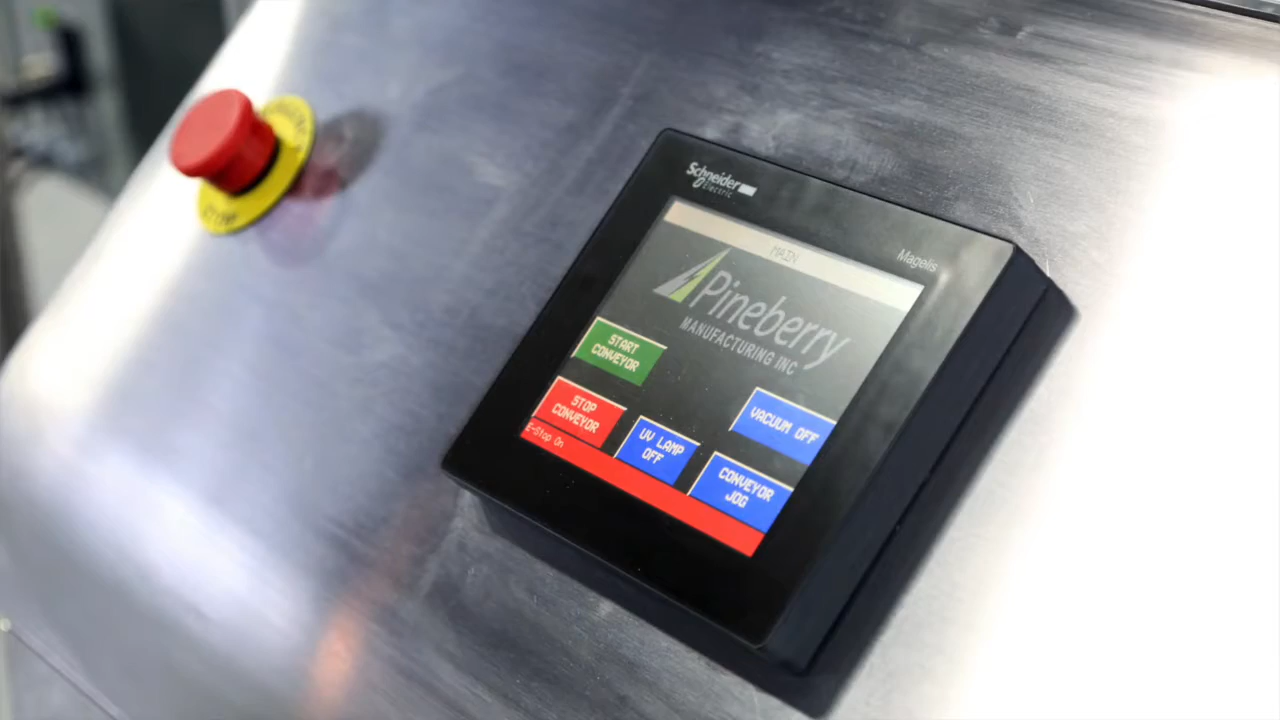 STOP
Schneider
Electric
Magelis
MAIN
Pineberry
MANUFACTURING INC
START
CONVEYOR
STOP
CONVEYOR
UV LAMP
OFF
VACUUM OFF
CONVEYOR
JOG
E-Stop On